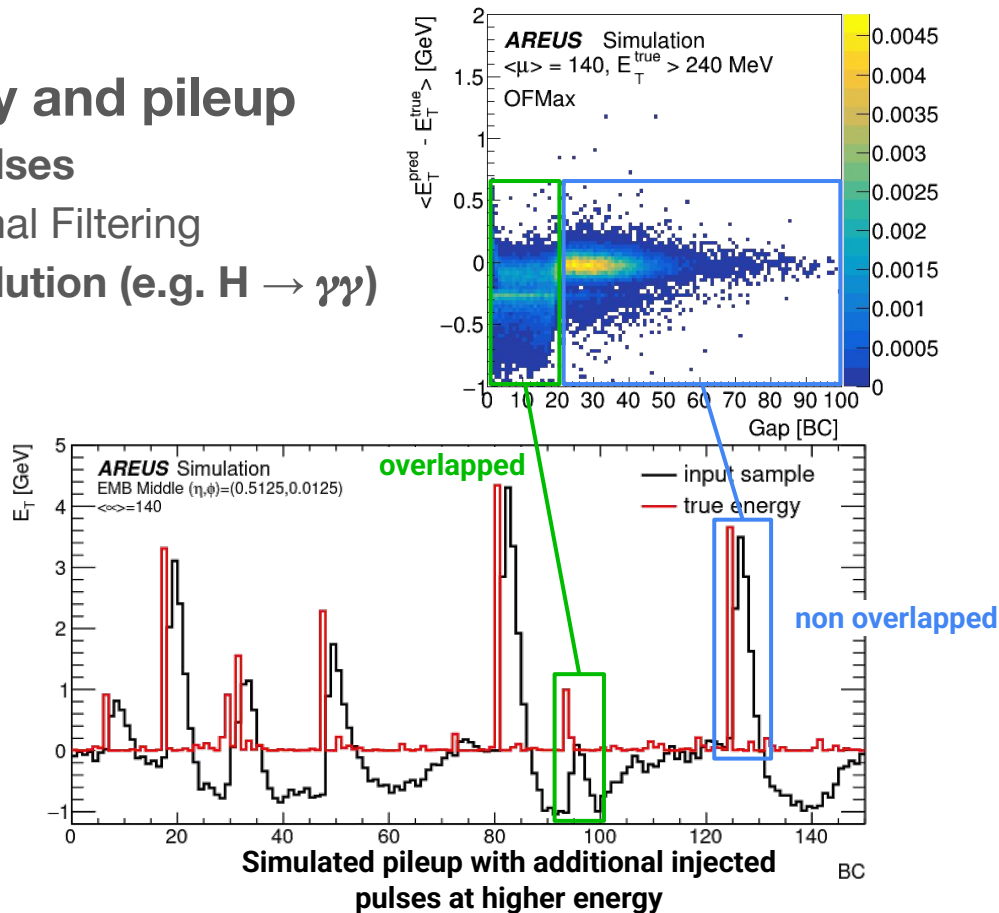 y and pileup
lses
nal Filtering
lution (e.g. H → γγ)
<E_T^pred - E_T^true> [GeV]
AREUS Simulation
<μ> = 140, E_T^true > 240 MeV
OFMax
2
1.5
1
0.5
0
−0.5
−1
0 10 20 30 40 50 60 70 80 90 100
Gap [BC]
0.0045
0.004
0.0035
0.003
0.0025
0.002
0.0015
0.001
0.0005
0
E_T [GeV]
5
4
3
2
1
0
−1
AREUS Simulation
EMB Middle (η,ϕ)=(0.5125,0.0125)
<∞>=140
overlapped
input sample
true energy
non overlapped
0 20 40 60 80 100 120 140
BC
Simulated pileup with additional injected
pulses at higher energy